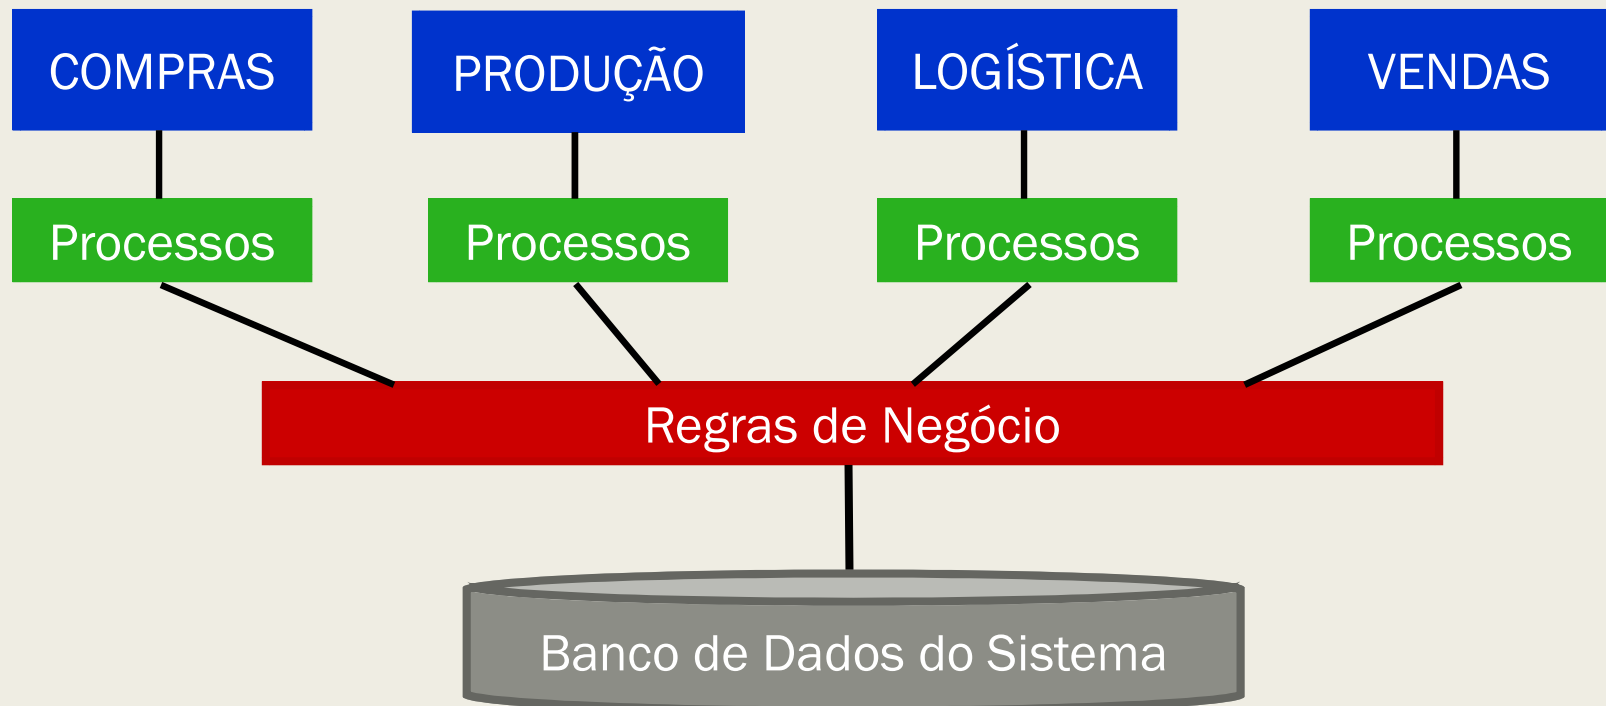 COMPRAS
PRODUÇÃO
LOGÍSTICA
VENDAS
Processos
Processos
Processos
Processos
Regras de Negócio
Banco de Dados do Sistema